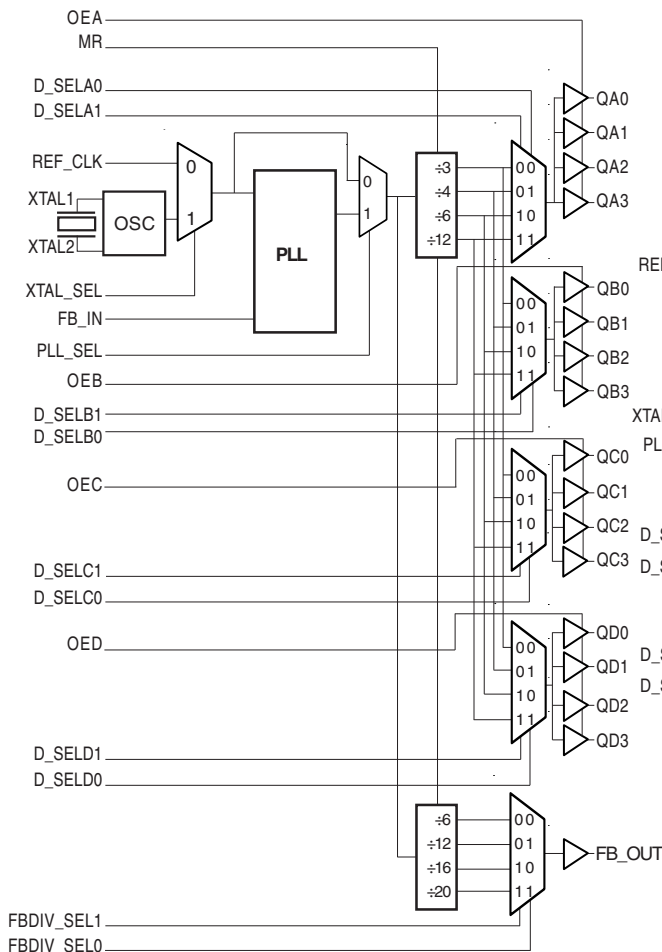 OEA
MR
D_SELA0
D_SELA1
REF_CLK
XTAL1
XTAL2
OSC
0
1
PLL
0
1
XTAL_SEL
FB_IN
PLL_SEL
÷3
÷4
÷6
÷12
00
01
10
11
QA0
QA1
QA2
QA3
OEB
D_SELB1
D_SELB0
00
01
10
11
QB0
QB1
QB2
QB3
OEC
D_SELC1
D_SELC0
00
01
10
11
QC0
QC1
QC2
QC3
OED
D_SELD1
D_SELD0
00
01
10
11
QD0
QD1
QD2
QD3
÷6
÷12
÷16
÷20
00
01
10
11
FB_OUT
FBDIV_SEL1
FBDIV_SEL0